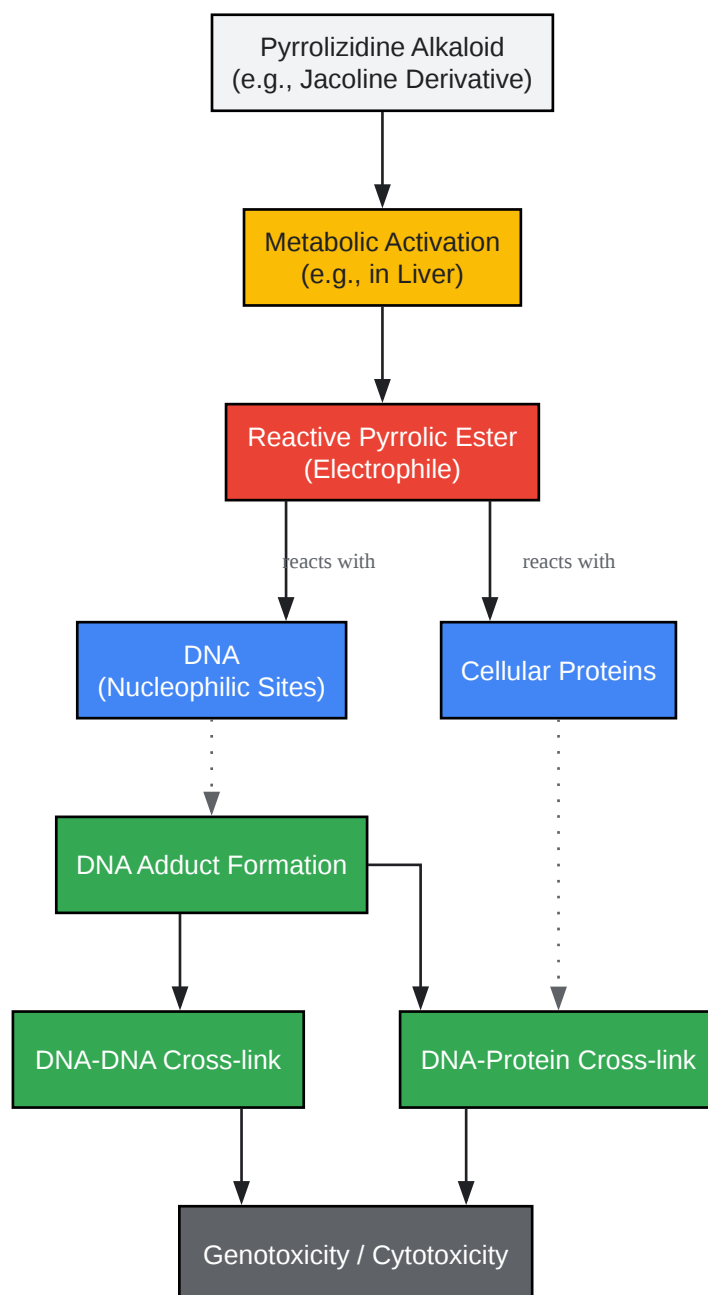 Pyrrolizidine Alkaloid
(e.g., Jacoline Derivative)
Metabolic Activation
(e.g., in Liver)
Reactive Pyrrolic Ester
(Electrophile)
reacts with
reacts with
DNA
(Nucleophilic Sites)
Cellular Proteins
DNA Adduct Formation
DNA-DNA Cross-link
DNA-Protein Cross-link
Genotoxicity / Cytotoxicity